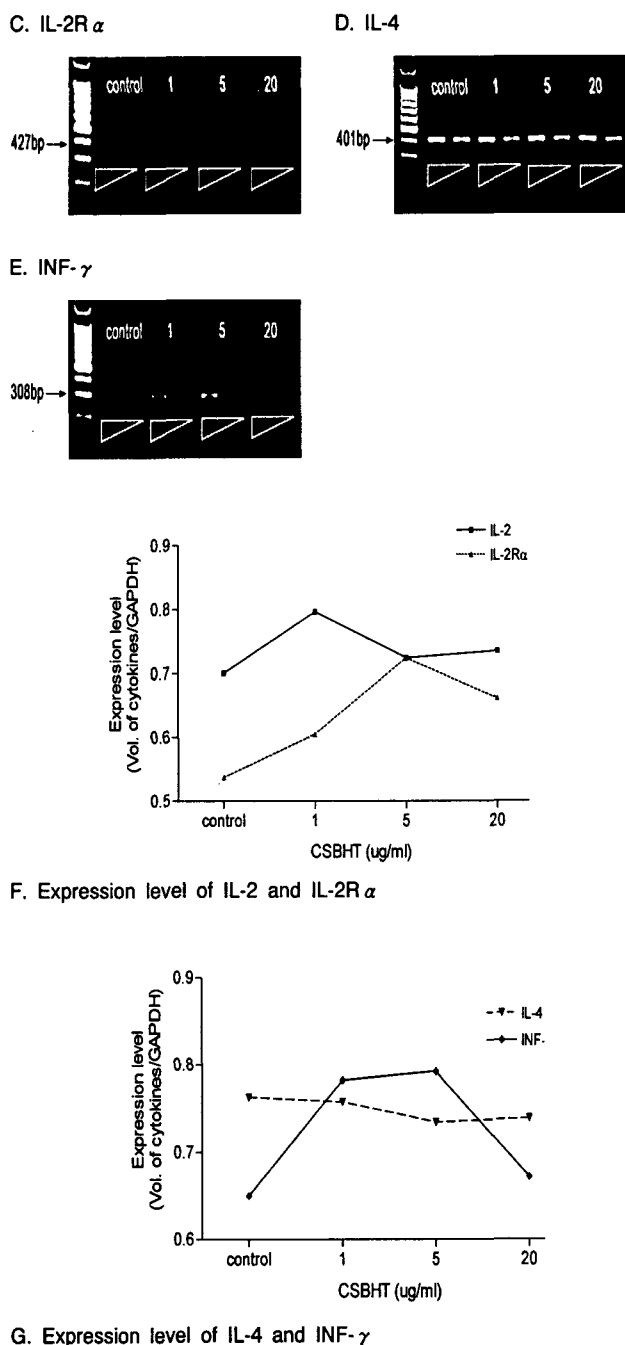 C. IL-2R α
control 1 5 20
427bp
D. IL-4
control 1 5 20
401bp
E. INF-γ
control 1 5 20
308bp
IL-2
IL-2Rα
Expression level
(Vol. of cytokines/GAPDH)
0.9
0.8
0.7
0.6
0.5
control 1 5 20
CSBHT (ug/ml)
F. Expression level of IL-2 and IL-2R α
IL-4
INF-
Expression level
(Vol. of cytokines/GAPDH)
0.9
0.8
0.7
0.6
control 1 5 20
CSBHT (ug/ml)
G. Expression level of IL-4 and INF-γ